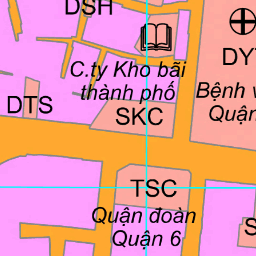 DSH
DY
C.ty Kho bãi
thành phố
Bệnh
Quận
DTS
SKC
TSC
Quận đoàn
Quận 6
S